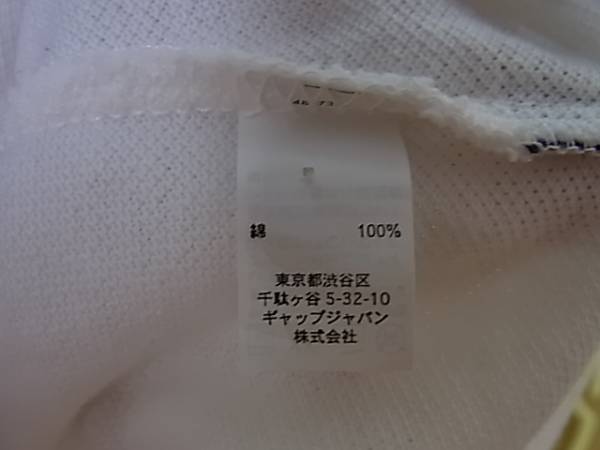 綿 100%
東京都渋谷区
千駄ヶ谷 5-32-10
ギャップジャパン
株式会社